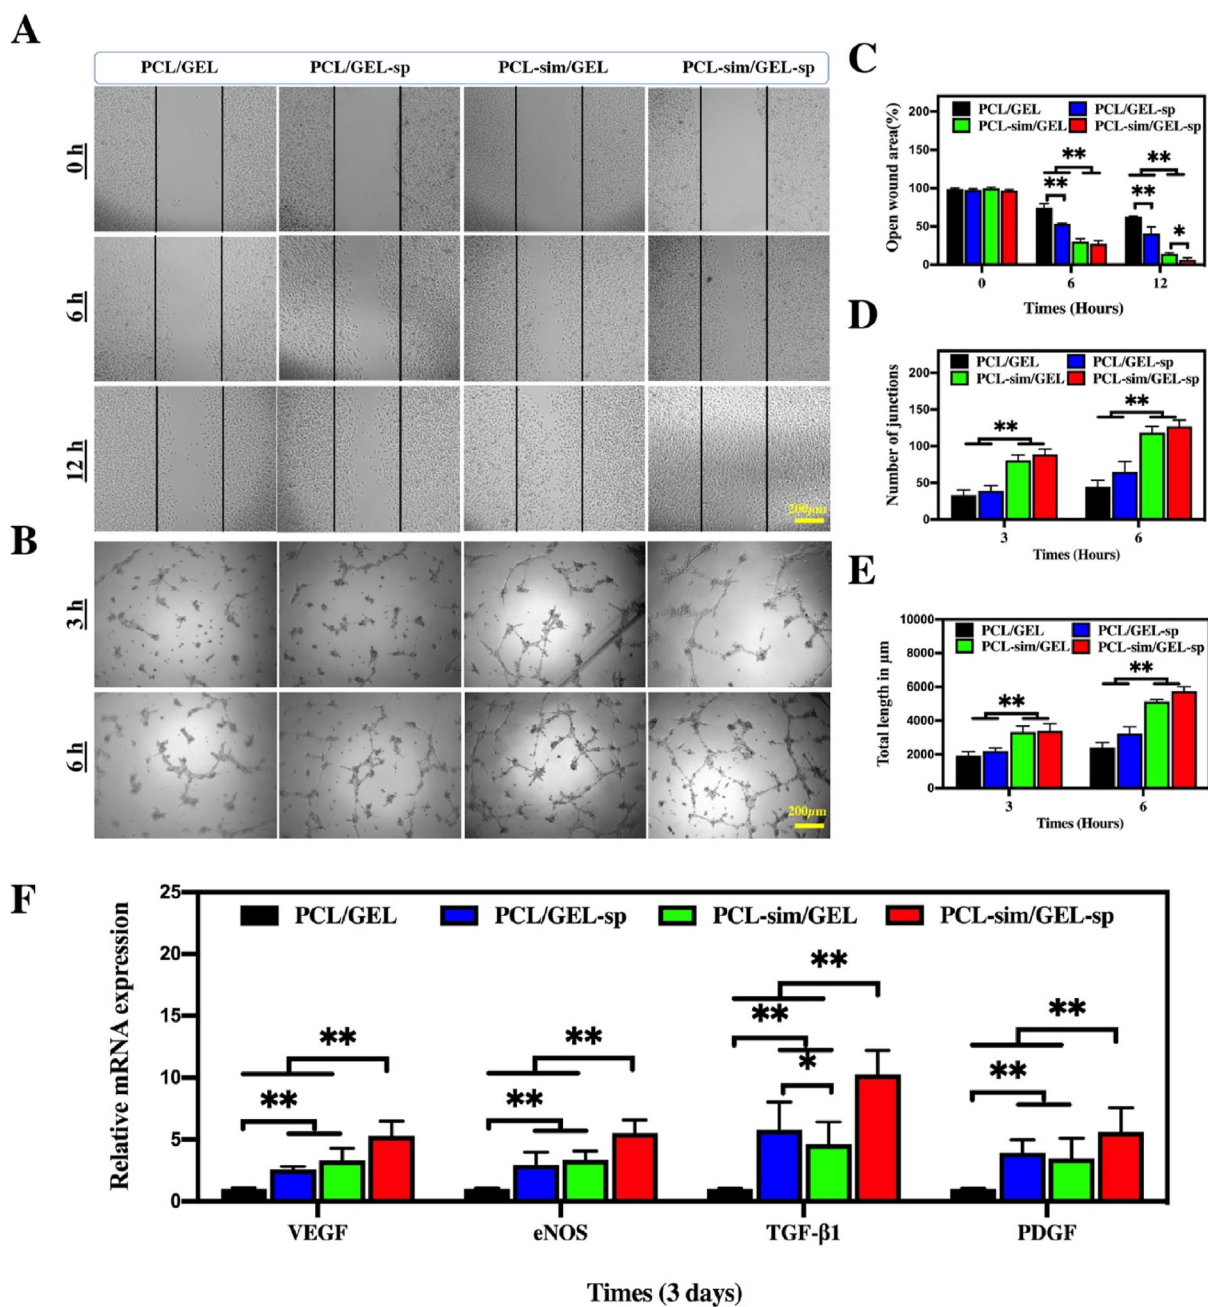 A
PCL/GEL PCL/GEL-sp PCL-sim/GEL PCL-sim/GEL-sp
0 h
6 h
12 h
200μm
B
3 h
6 h
200μm
C
PCL/GEL PCL/GEL-sp
PCL-sim/GEL PCL-sim/GEL-sp
Open wound area(%)
200
150
100
50
0
** ** ** ** *
0 6 12
Times (Hours)
D
PCL/GEL PCL/GEL-sp
PCL-sim/GEL PCL-sim/GEL-sp
Number of junctions
200
150
100
50
0
** **
3 6
Times (Hours)
E
PCL/GEL PCL/GEL-sp
PCL-sim/GEL PCL-sim/GEL-sp
Total length in μm
10000
8000
6000
4000
2000
0
** **
3 6
Times (Hours)
F
PCL/GEL PCL/GEL-sp PCL-sim/GEL PCL-sim/GEL-sp
Relative mRNA expression
25
20
15
10
5
0
** ** ** ** ** ** * ** **
VEGF eNOS TGF-β1 PDGF
Times (3 days)